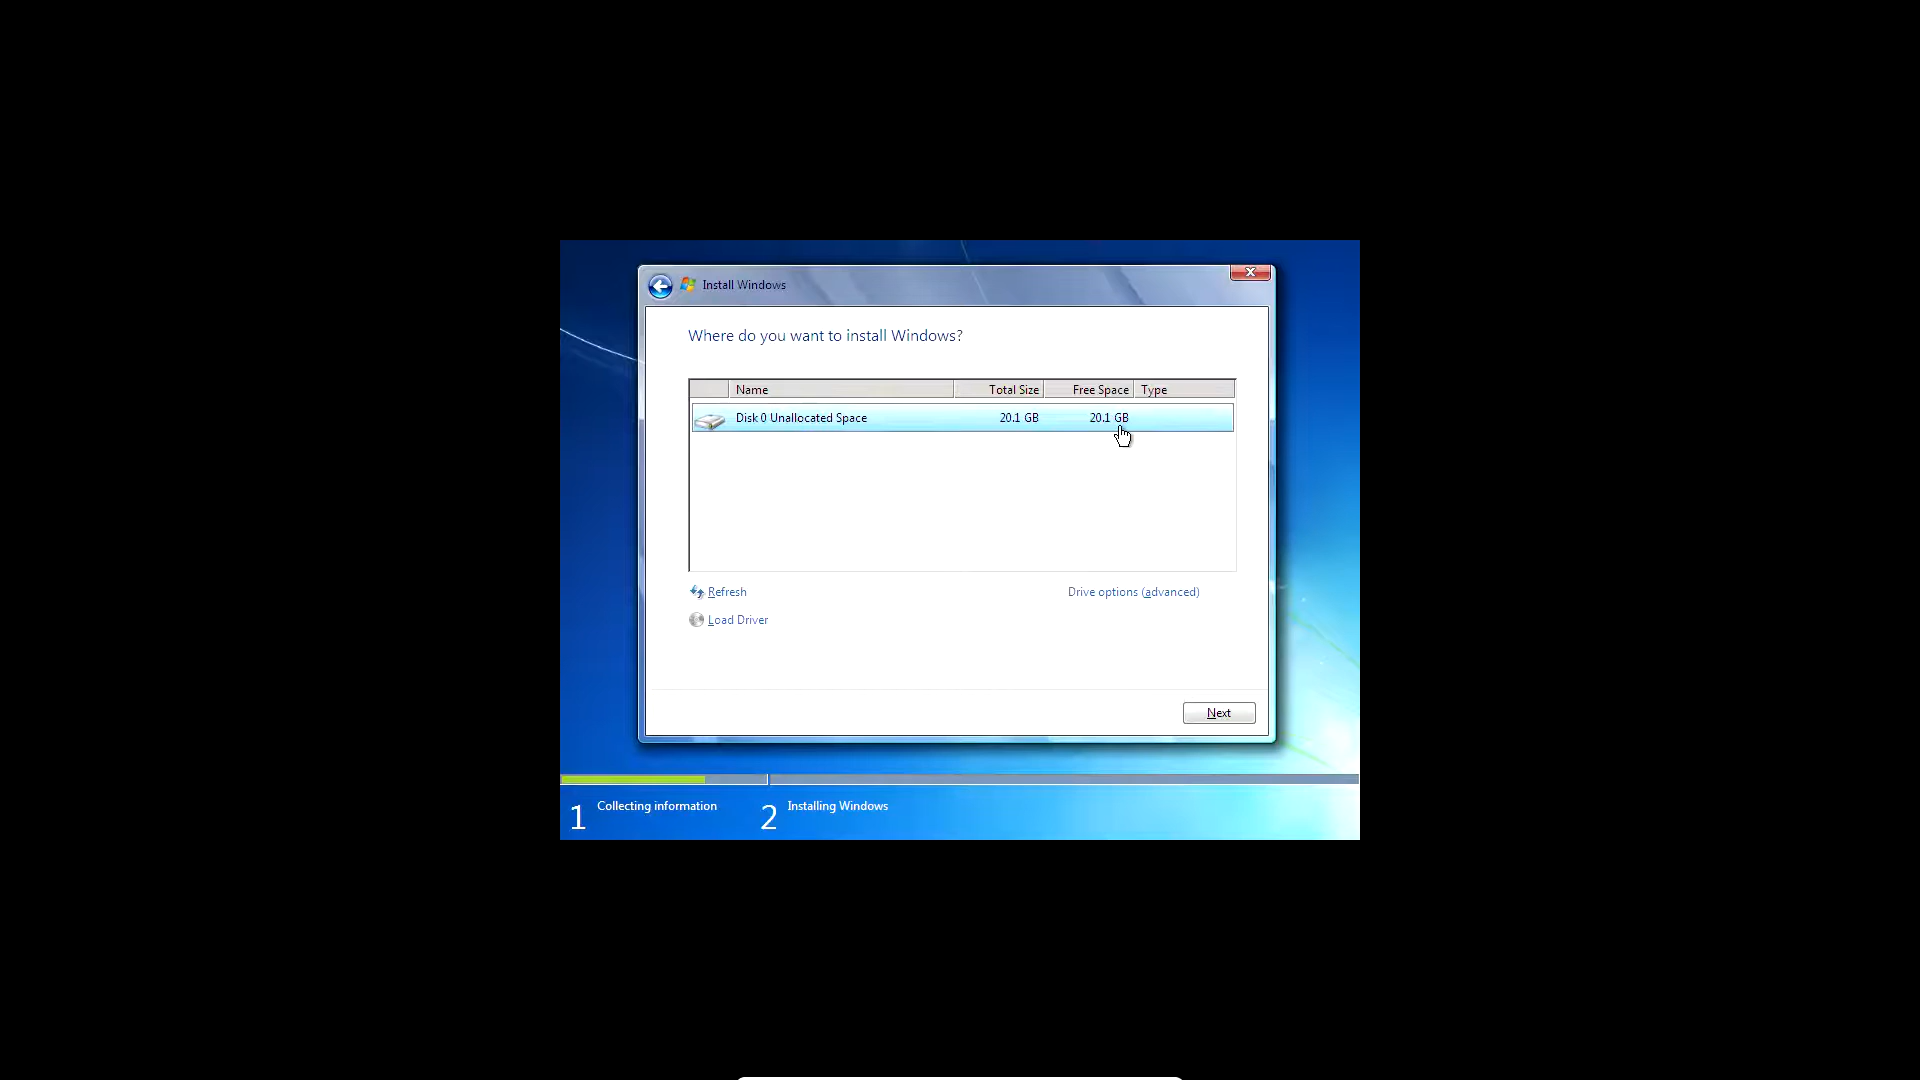 Install Windows
Where do you want to install Windows?
Name Total Size Free Space Type
Disk 0 Unallocated Space 20.1 GB 20.1 GB
Refresh Drive options (advanced)
Load Driver
Next
1 Collecting information 2 Installing Windows